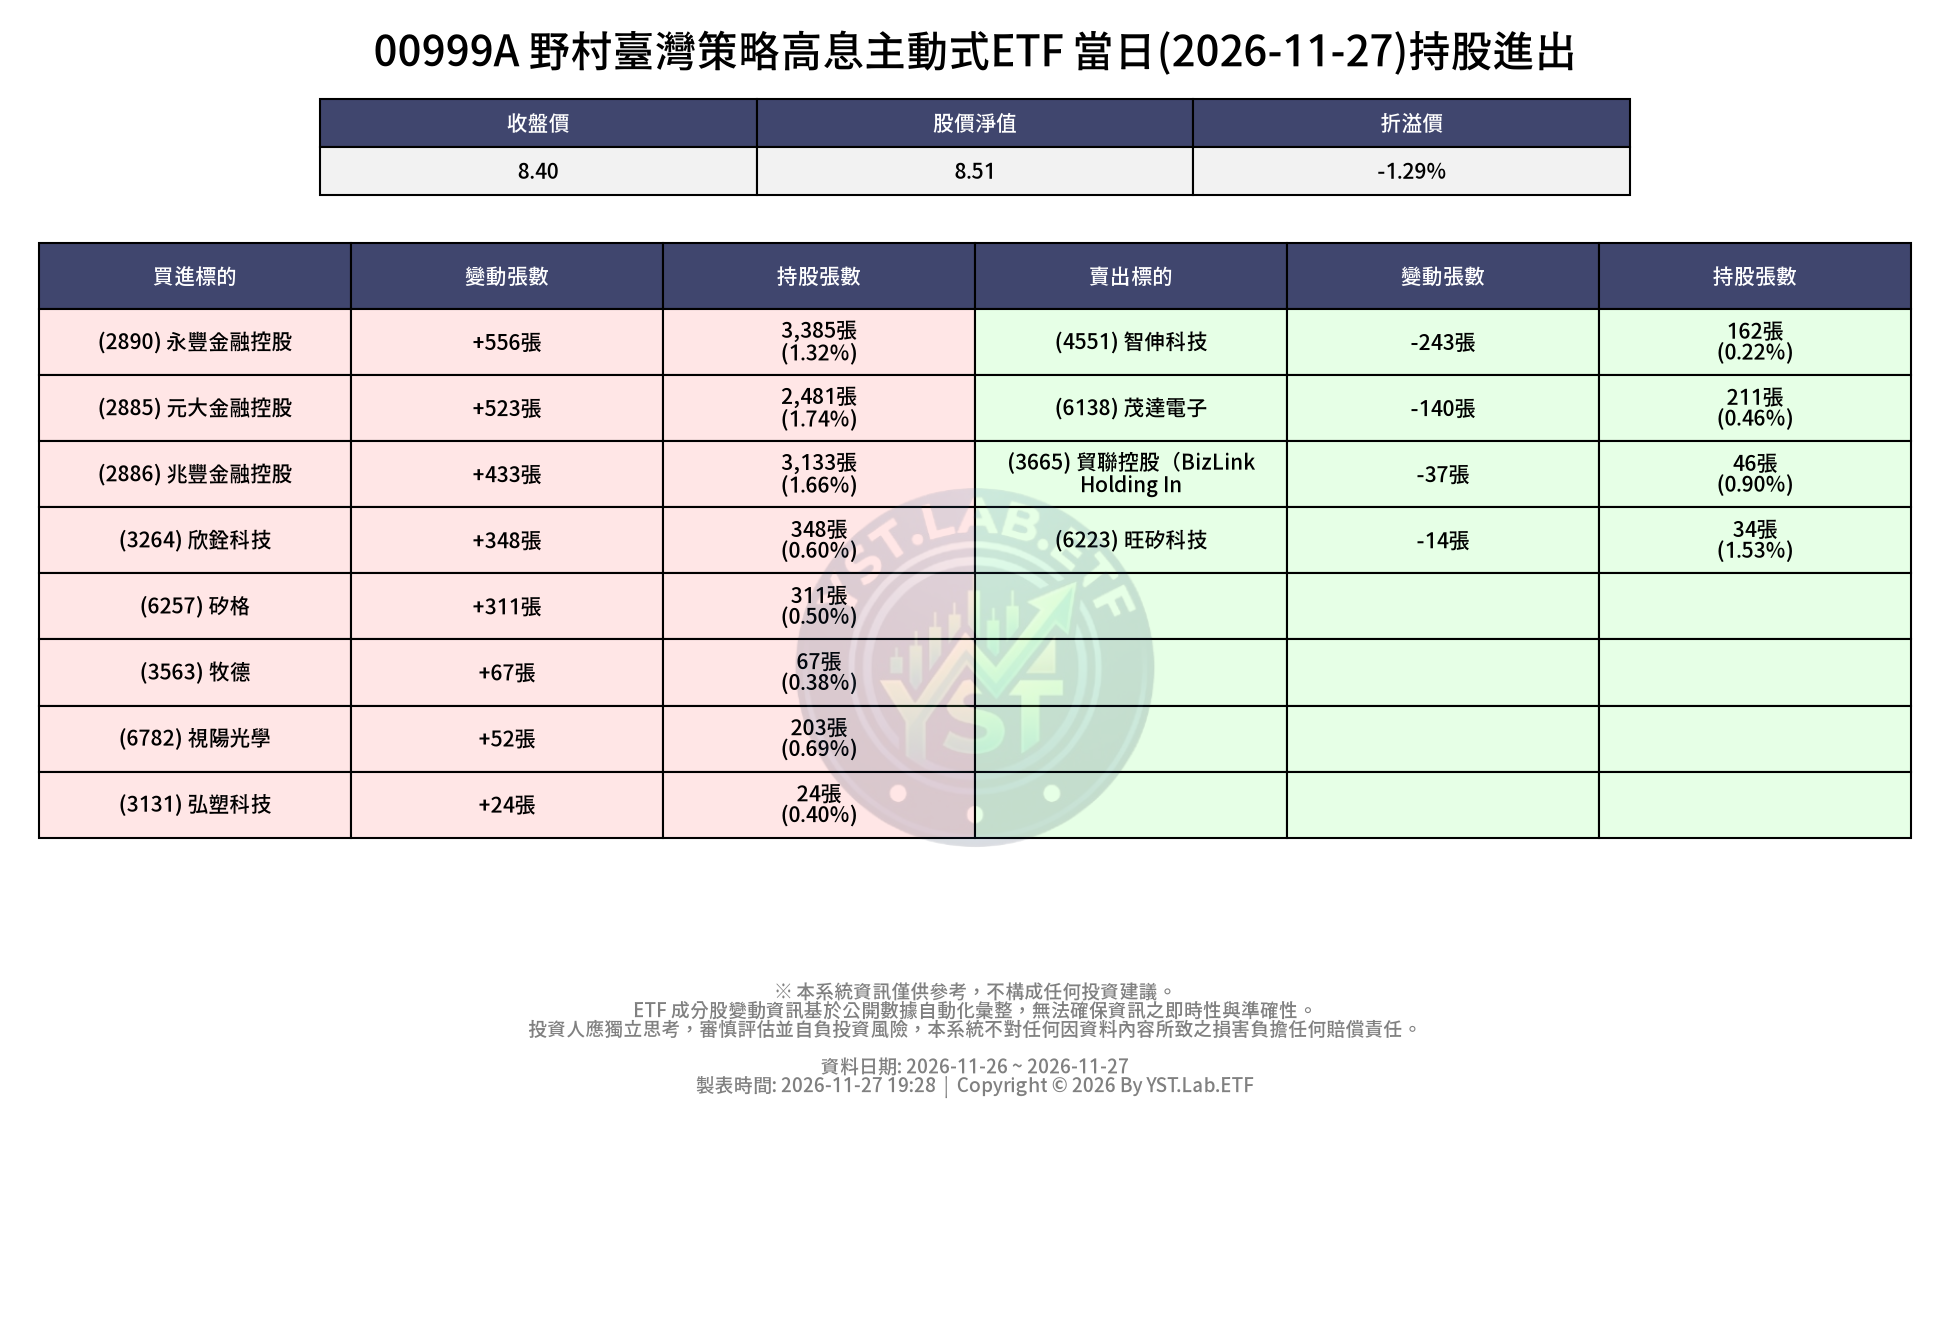 00999A 野村臺灣策略高息主動式ETF 當日(2026-11-27)持股進出
收盤價 股價淨值 折溢價
8.40 8.51 -1.29%
買進標的 變動張數 持股張數 賣出標的 變動張數 持股張數
(2890) 永豐金融控股 +556張 3,385張 (1.32%) (4551) 智伸科技 -243張 162張 (0.22%)
(2885) 元大金融控股 +523張 2,481張 (1.74%) (6138) 茂達電子 -140張 211張 (0.46%)
(2886) 兆豐金融控股 +433張 3,133張 (1.66%) (3665) 貿聯控股（BizLink Holding In -37張 46張 (0.90%)
(3264) 欣銓科技 +348張 348張 (0.60%) (6223) 旺矽科技 -14張 34張 (1.53%)
(6257) 矽格 +311張 311張 (0.50%)
(3563) 牧德 +67張 67張 (0.38%)
(6782) 視陽光學 +52張 203張 (0.69%)
(3131) 弘塑科技 +24張 24張 (0.40%)
YST.LAB.ETF
YST
※ 本系統資訊僅供參考，不構成任何投資建議。
ETF 成分股變動資訊基於公開數據自動化彙整，無法確保資訊之即時性與準確性。
投資人應獨立思考，審慎評估並自負投資風險，本系統不對任何因資料內容所致之損害負擔任何賠償責任。
資料日期: 2026-11-26 ~ 2026-11-27
製表時間: 2026-11-27 19:28 │ Copyright © 2026 By YST.Lab.ETF